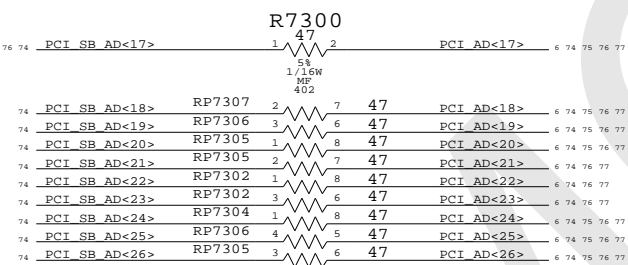 R7300
47
76 74 PCI_SB_AD<17> 1 2 PCI_AD<17> 6 74 75 76 77
5%
1/16W
MF
402
74 PCI_SB_AD<18> RP7307 2 7 47 PCI_AD<18> 6 74 75 76 77
74 PCI_SB_AD<19> RP7306 3 6 47 PCI_AD<19> 6 74 75 76 77
74 PCI_SB_AD<20> RP7305 1 8 47 PCI_AD<20> 6 74 75 76 77
74 PCI_SB_AD<21> RP7305 2 7 47 PCI_AD<21> 6 74 76 77
74 PCI_SB_AD<22> RP7302 1 8 47 PCI_AD<22> 6 74 76 77
74 PCI_SB_AD<23> RP7302 3 6 47 PCI_AD<23> 6 74 76 77
74 PCI_SB_AD<24> RP7304 1 8 47 PCI_AD<24> 6 74 75 76 77
74 PCI_SB_AD<25> RP7306 4 5 47 PCI_AD<25> 6 74 75 76 77
74 PCI_SB_AD<26> RP7305 3 6 47 PCI_AD<26> 6 74 75 76 77